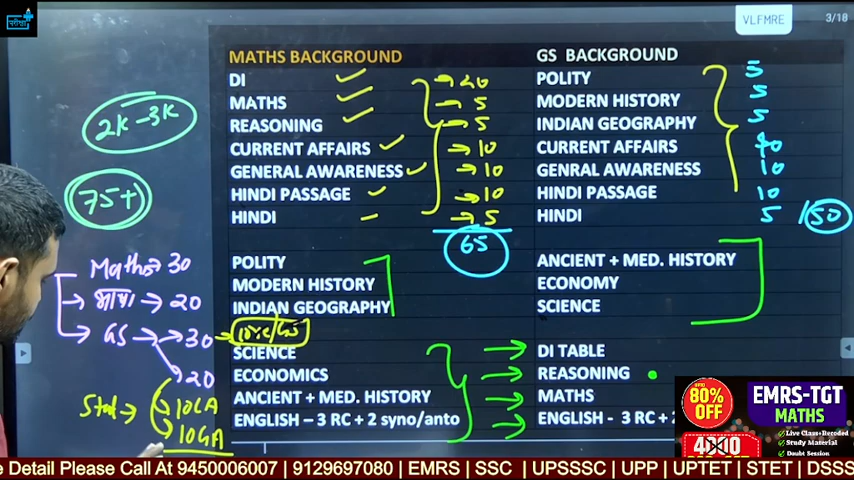 परीक्षा
VLFMRE
3/18
MATHS BACKGROUND
DI → 20
MATHS → 5
REASONING → 5
CURRENT AFFAIRS → 10
GENERAL AWARENESS → 10
HINDI PASSAGE → 10
HINDI → 5
65
POLITY
MODERN HISTORY
INDIAN GEOGRAPHY
SCIENCE
ECONOMICS
ANCIENT + MED. HISTORY
ENGLISH – 3 RC + 2 syno/anto
GS BACKGROUND
POLITY 5
MODERN HISTORY 5
INDIAN GEOGRAPHY 5
CURRENT AFFAIRS 10
GENRAL AWARENESS 10
HINDI PASSAGE 10
HINDI 5 /50
ANCIENT + MED. HISTORY
ECONOMY
SCIENCE
→ DI TABLE
→ REASONING
→ MATHS
→ ENGLISH - 3 RC + 2
2K – 3K
75+
Maths → 30
→ भाषा → 20
→ GS → → 30 →
20
→ 10CA
→ 10GA
UPTO 80% OFF
EMRS-TGT
MATHS
Live Class+Recoded
Study Material
Doubt Session
e Detail Please Call At 9450006007 | 9129697080 | EMRS | SSC | UPSSSC | UPP | UPTET | STET | DSSS